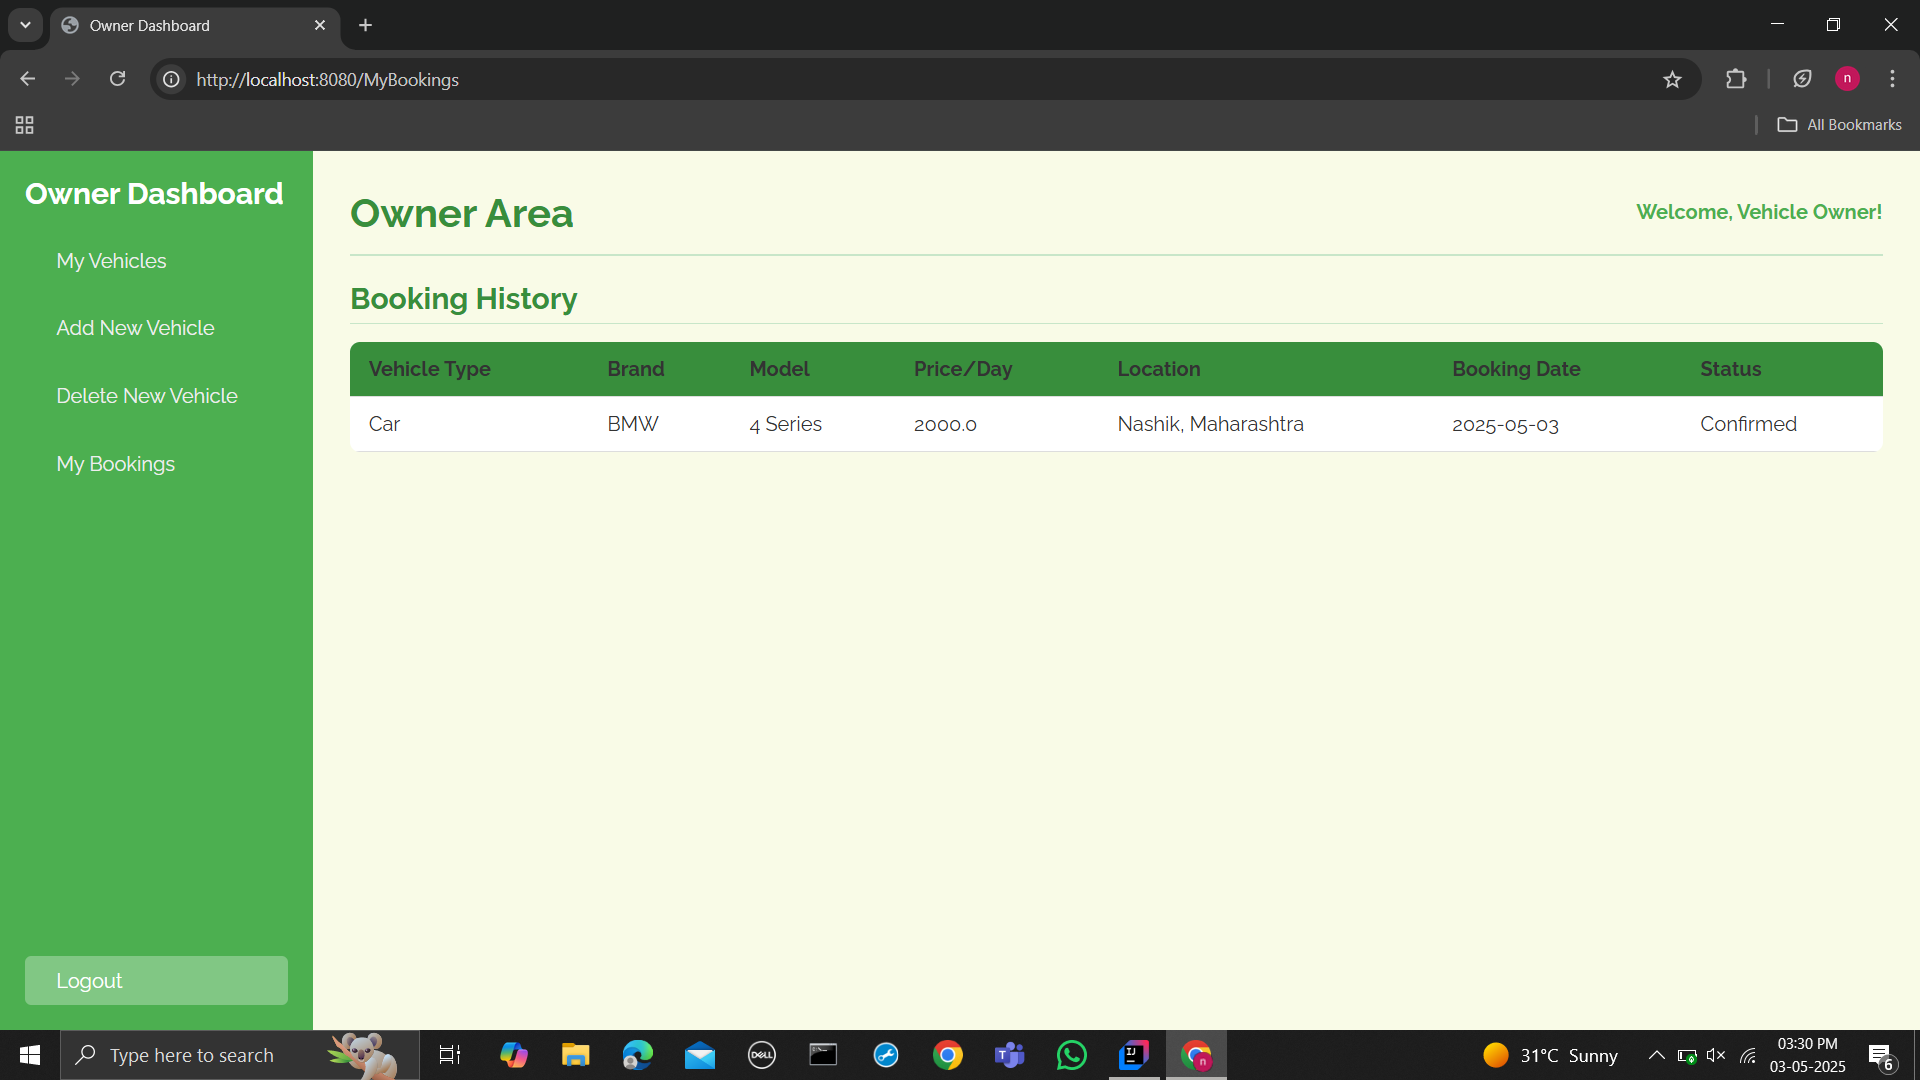 Owner Dashboard
http://localhost:8080/MyBookings
n
All Bookmarks
Owner Dashboard
My Vehicles
Add New Vehicle
Delete New Vehicle
My Bookings
Logout
Owner Area
Welcome, Vehicle Owner!
Booking History
Vehicle Type Brand Model Price/Day Location Booking Date Status
Car BMW 4 Series 2000.0 Nashik, Maharashtra 2025-05-03 Confirmed
Type here to search
DELL
T
IJ
n
31°C Sunny
03:30 PM
03-05-2025
6